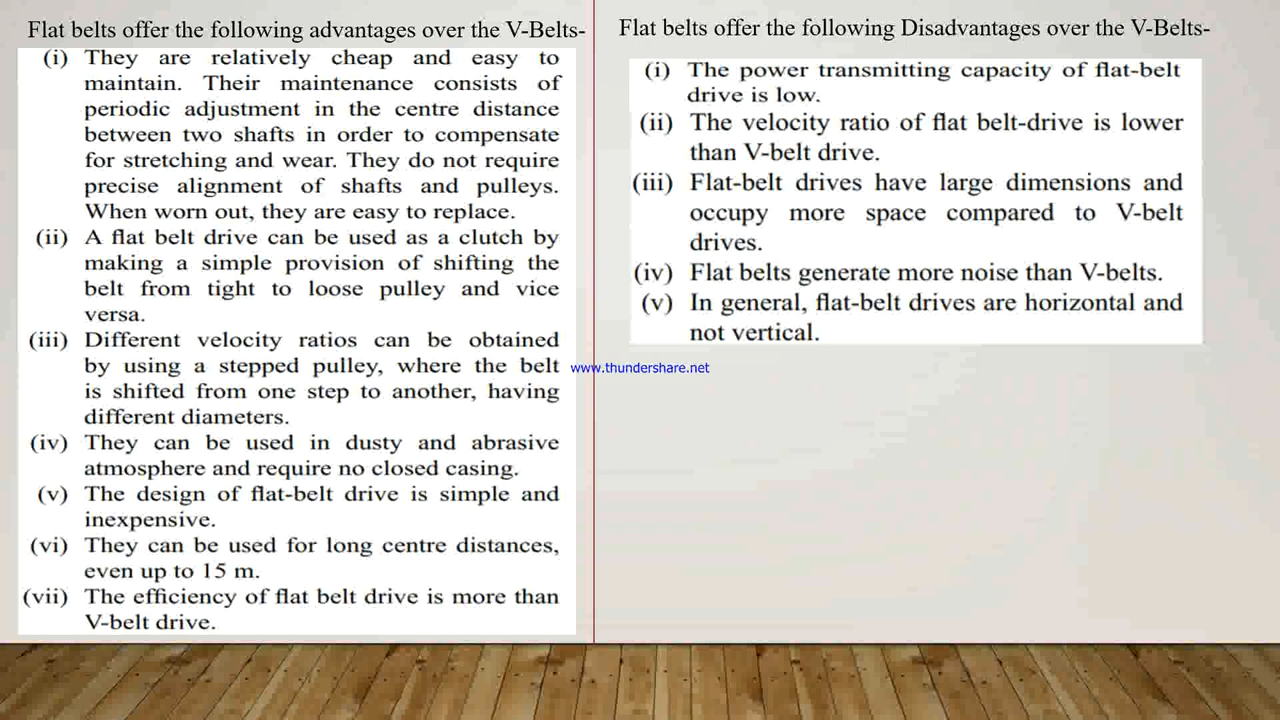 Flat belts offer the following advantages over the V-Belts-
(i) They are relatively cheap and easy to
maintain. Their maintenance consists of
periodic adjustment in the centre distance
between two shafts in order to compensate
for stretching and wear. They do not require
precise alignment of shafts and pulleys.
When worn out, they are easy to replace.
(ii) A flat belt drive can be used as a clutch by
making a simple provision of shifting the
belt from tight to loose pulley and vice
versa.
(iii) Different velocity ratios can be obtained
by using a stepped pulley, where the belt
is shifted from one step to another, having
different diameters.
(iv) They can be used in dusty and abrasive
atmosphere and require no closed casing.
(v) The design of flat-belt drive is simple and
inexpensive.
(vi) They can be used for long centre distances,
even up to 15 m.
(vii) The efficiency of flat belt drive is more than
V-belt drive.
Flat belts offer the following Disadvantages over the V-Belts-
(i) The power transmitting capacity of flat-belt
drive is low.
(ii) The velocity ratio of flat belt-drive is lower
than V-belt drive.
(iii) Flat-belt drives have large dimensions and
occupy more space compared to V-belt
drives.
(iv) Flat belts generate more noise than V-belts.
(v) In general, flat-belt drives are horizontal and
not vertical.
www.thundershare.net